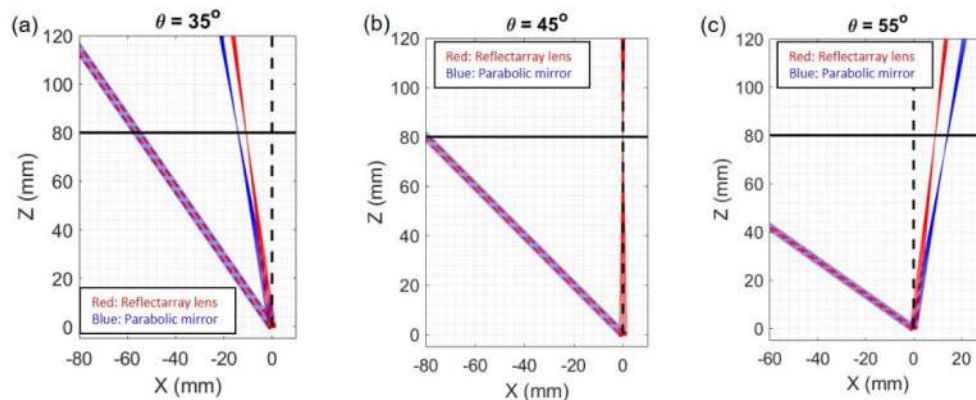 (a)
θ = 35°
120
100
80
60
40
20
0
Z (mm)
Red: Reflectarray lens
Blue: Parabolic mirror
-80 -60 -40 -20 0
X (mm)
(b)
θ = 45°
Red: Reflectarray lens
Blue: Parabolic mirror
120
100
80
60
40
20
0
Z (mm)
-80 -60 -40 -20 0
X (mm)
(c)
θ = 55°
Red: Reflectarray lens
Blue: Parabolic mirror
120
100
80
60
40
20
0
Z (mm)
-60 -40 -20 0 20
X (mm)